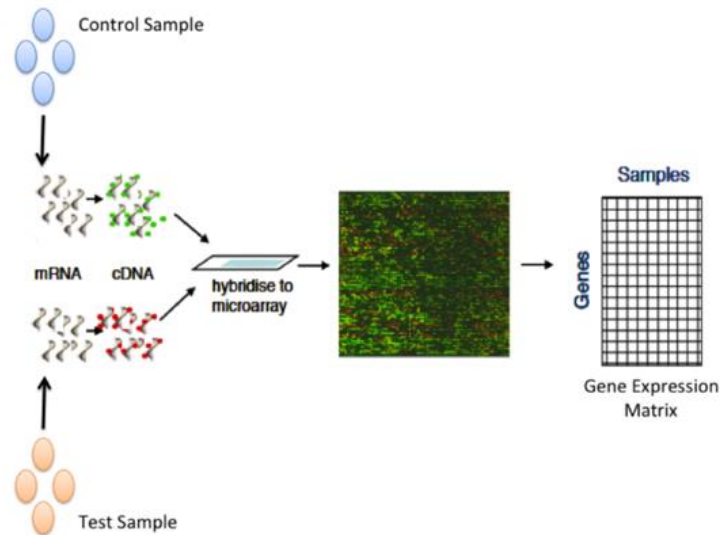 Control Sample
mRNA
cDNA
hybridise to
microarray
Samples
Genes
Gene Expression
Matrix
Test Sample